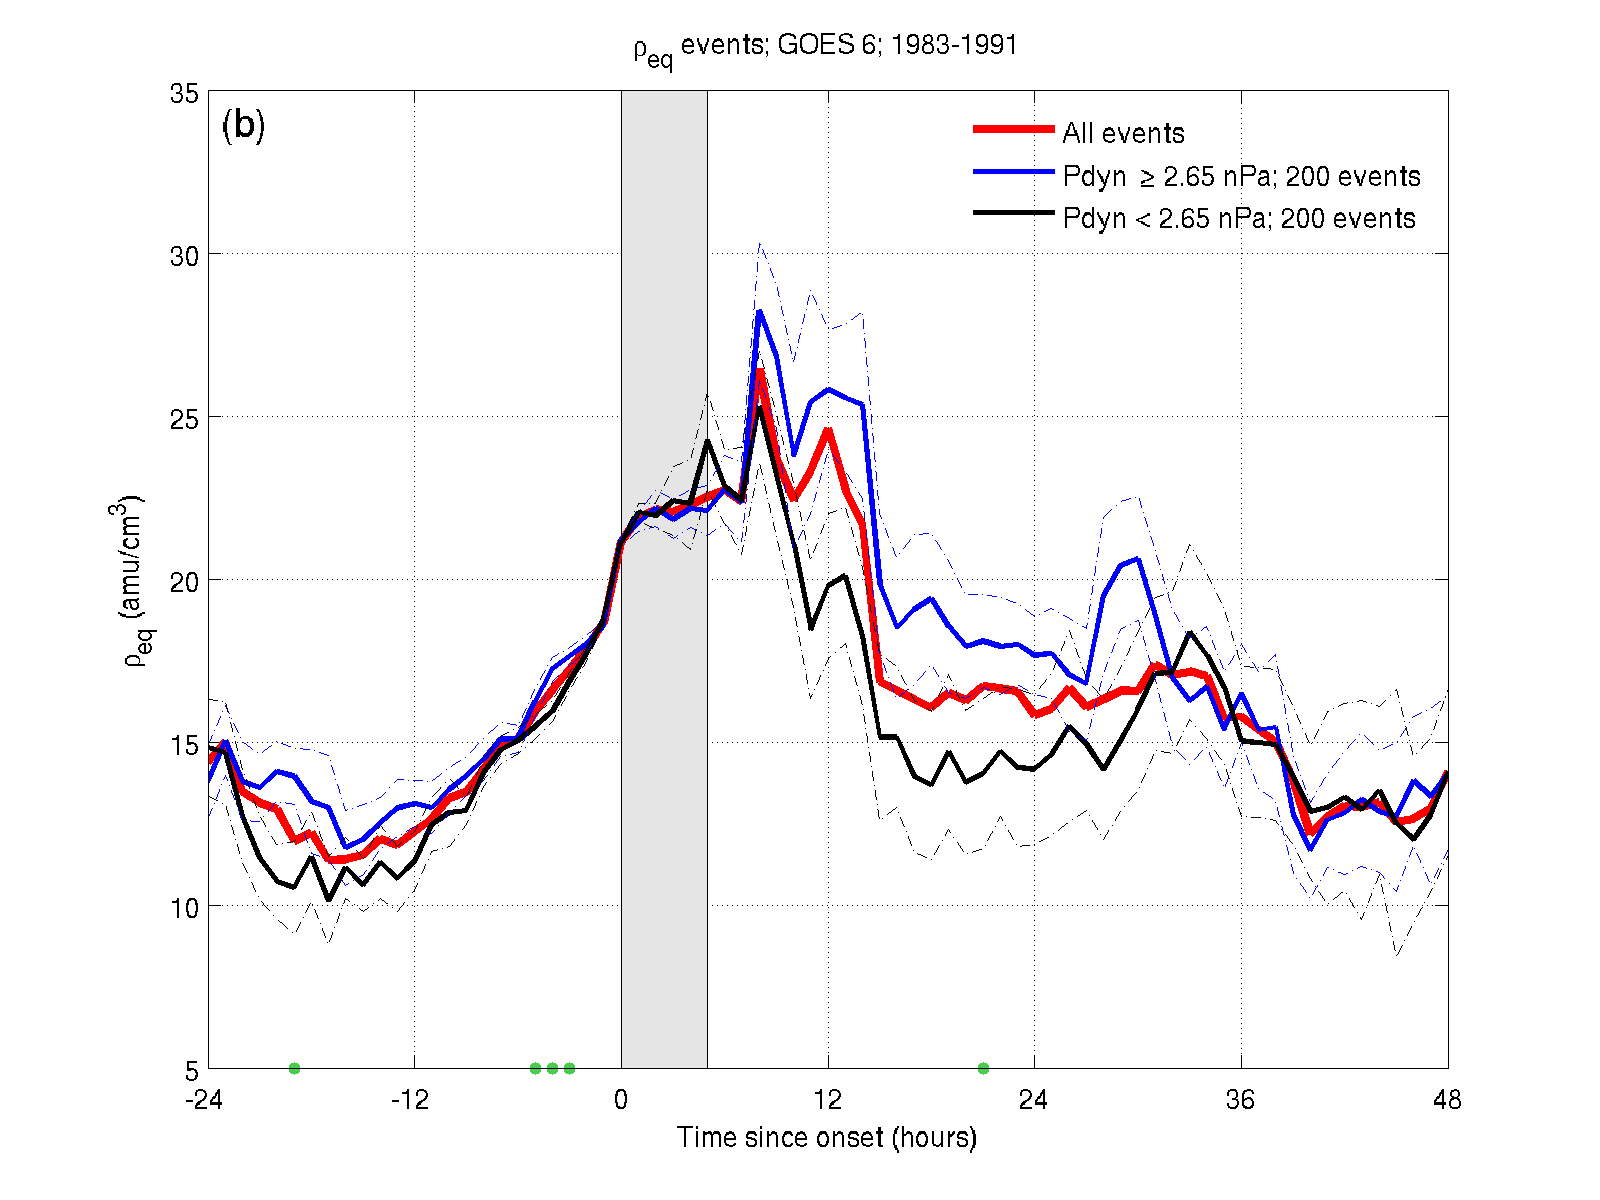 ρeq events; GOES 6; 1983-1991
(b)
All events
Pdyn ≥ 2.65 nPa; 200 events
Pdyn < 2.65 nPa; 200 events
35
30
25
20
15
10
5
ρeq (amu/cm3)
-24 -12 0 12 24 36 48
Time since onset (hours)